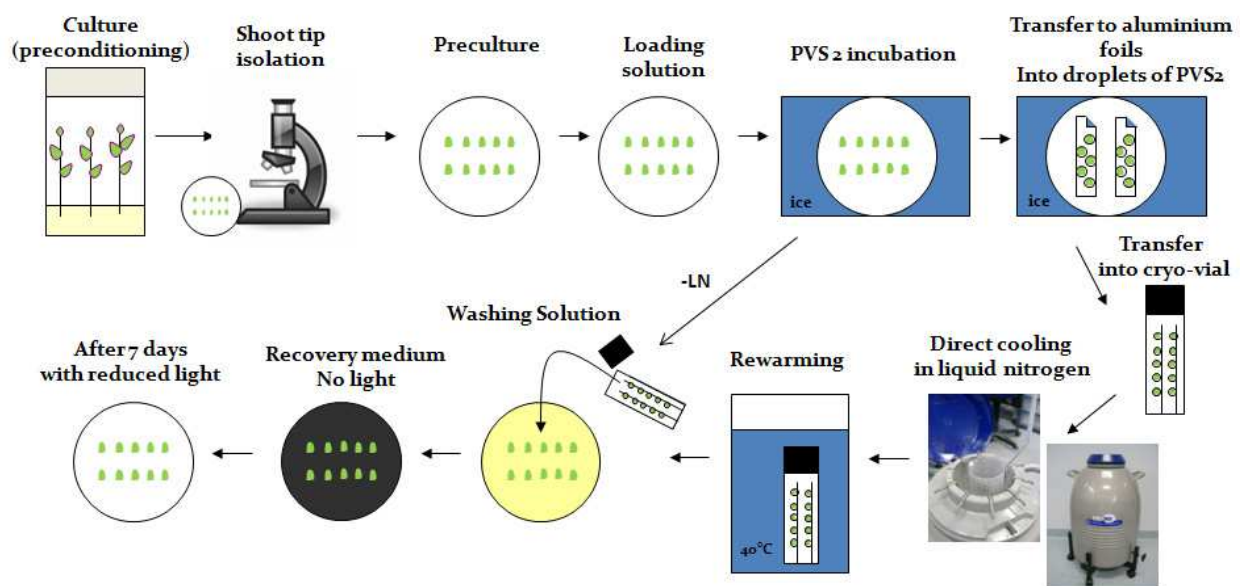 Culture
(preconditioning)
Shoot tip
isolation
Preculture
Loading
solution
PVS 2 incubation
Transfer to aluminium
foils
Into droplets of PVS2
ice
ice
Transfer
into cryo-vial
-LN
Washing Solution
After 7 days
with reduced light
Recovery medium
No light
Rewarming
Direct cooling
in liquid nitrogen
40°C